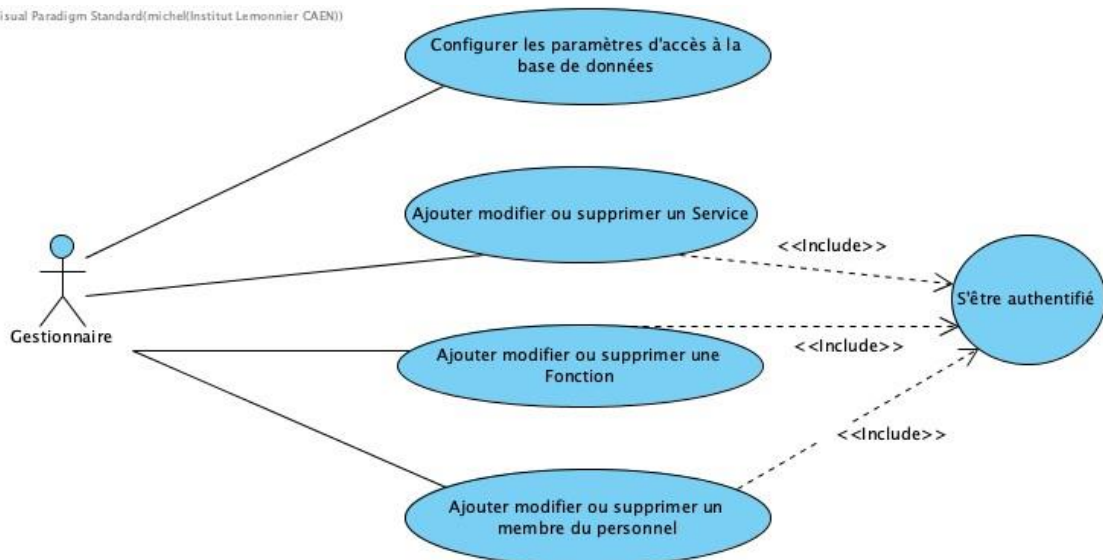 isual Paradigm Standard(michel(Institut Lemonnier CAEN))
Configurer les paramètres d'accès à la
base de données
Ajouter modifier ou supprimer un Service
<<Include>>
S'être authentifié
Gestionnaire
<<Include>>
Ajouter modifier ou supprimer une
Fonction
<<Include>>
Ajouter modifier ou supprimer un
membre du personnel